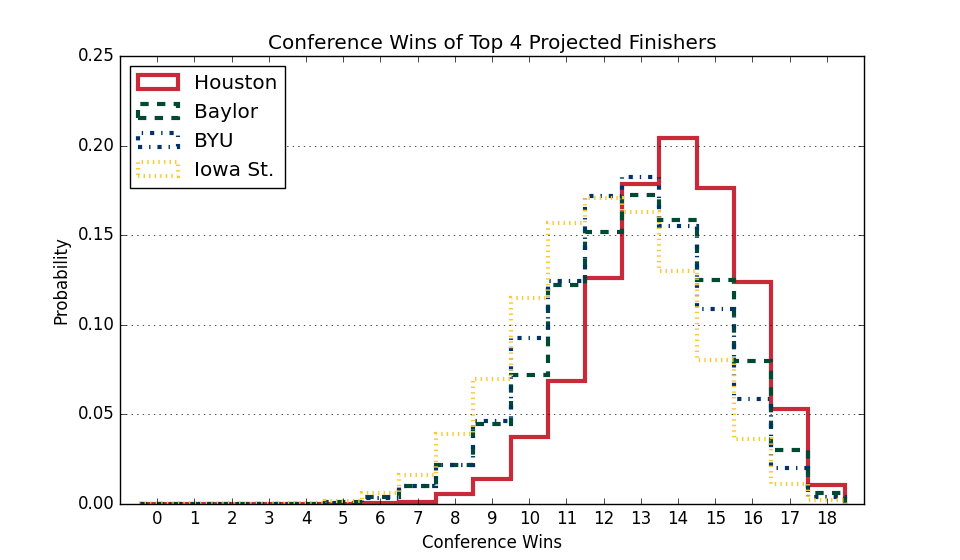 Conference Wins of Top 4 Projected Finishers
Houston
Baylor
BYU
Iowa St.
Probability
0.25
0.20
0.15
0.10
0.05
0.00
0 1 2 3 4 5 6 7 8 9 10 11 12 13 14 15 16 17 18
Conference Wins